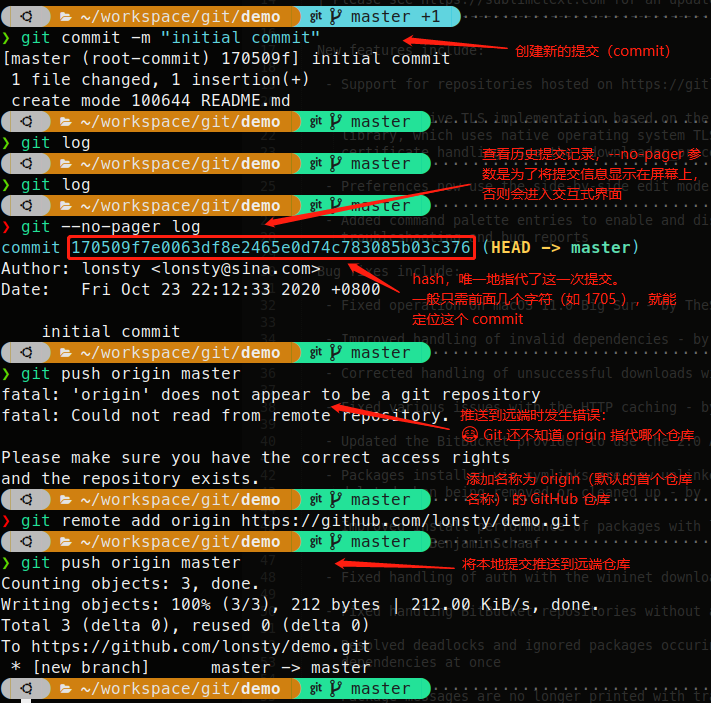 ~/workspace/git/demo git master +1
❯ git commit -m "initial commit"
创建新的提交（commit）
[master (root-commit) 170509f] initial commit
1 file changed, 1 insertion(+)
create mode 100644 README.md
~/workspace/git/demo git master
❯ git log
~/workspace/git/demo git master
❯ git log
查看历史提交记录，--no-pager 参
数是为了将提交信息显示在屏幕上，
否则会进入交互式界面
~/workspace/git/demo git master
❯ git --no-pager log
commit 170509f7e0063df8e2465e0d74c783085b03c376 (HEAD -> master)
Author: lonsty <lonsty@sina.com>
Date: Fri Oct 23 22:12:33 2020 +0800
hash，唯一地指代了这一次提交。
一般只需前面几个字符（如 1705 ），就能
定位这个 commit
initial commit
~/workspace/git/demo git master
❯ git push origin master
fatal: 'origin' does not appear to be a git repository
fatal: Could not read from remote repository.
推送到远端时发生错误：
Git 还不知道 origin 指代哪个仓库
Please make sure you have the correct access rights
and the repository exists.
添加名称为 origin（默认的首个仓库
名称）的 GitHub 仓库
~/workspace/git/demo git master
❯ git remote add origin https://github.com/lonsty/demo.git
~/workspace/git/demo git master
❯ git push origin master
将本地提交推送到远端仓库
Counting objects: 3, done.
Writing objects: 100% (3/3), 212 bytes | 212.00 KiB/s, done.
Total 3 (delta 0), reused 0 (delta 0)
To https://github.com/lonsty/demo.git
* [new branch] master -> master
~/workspace/git/demo git master